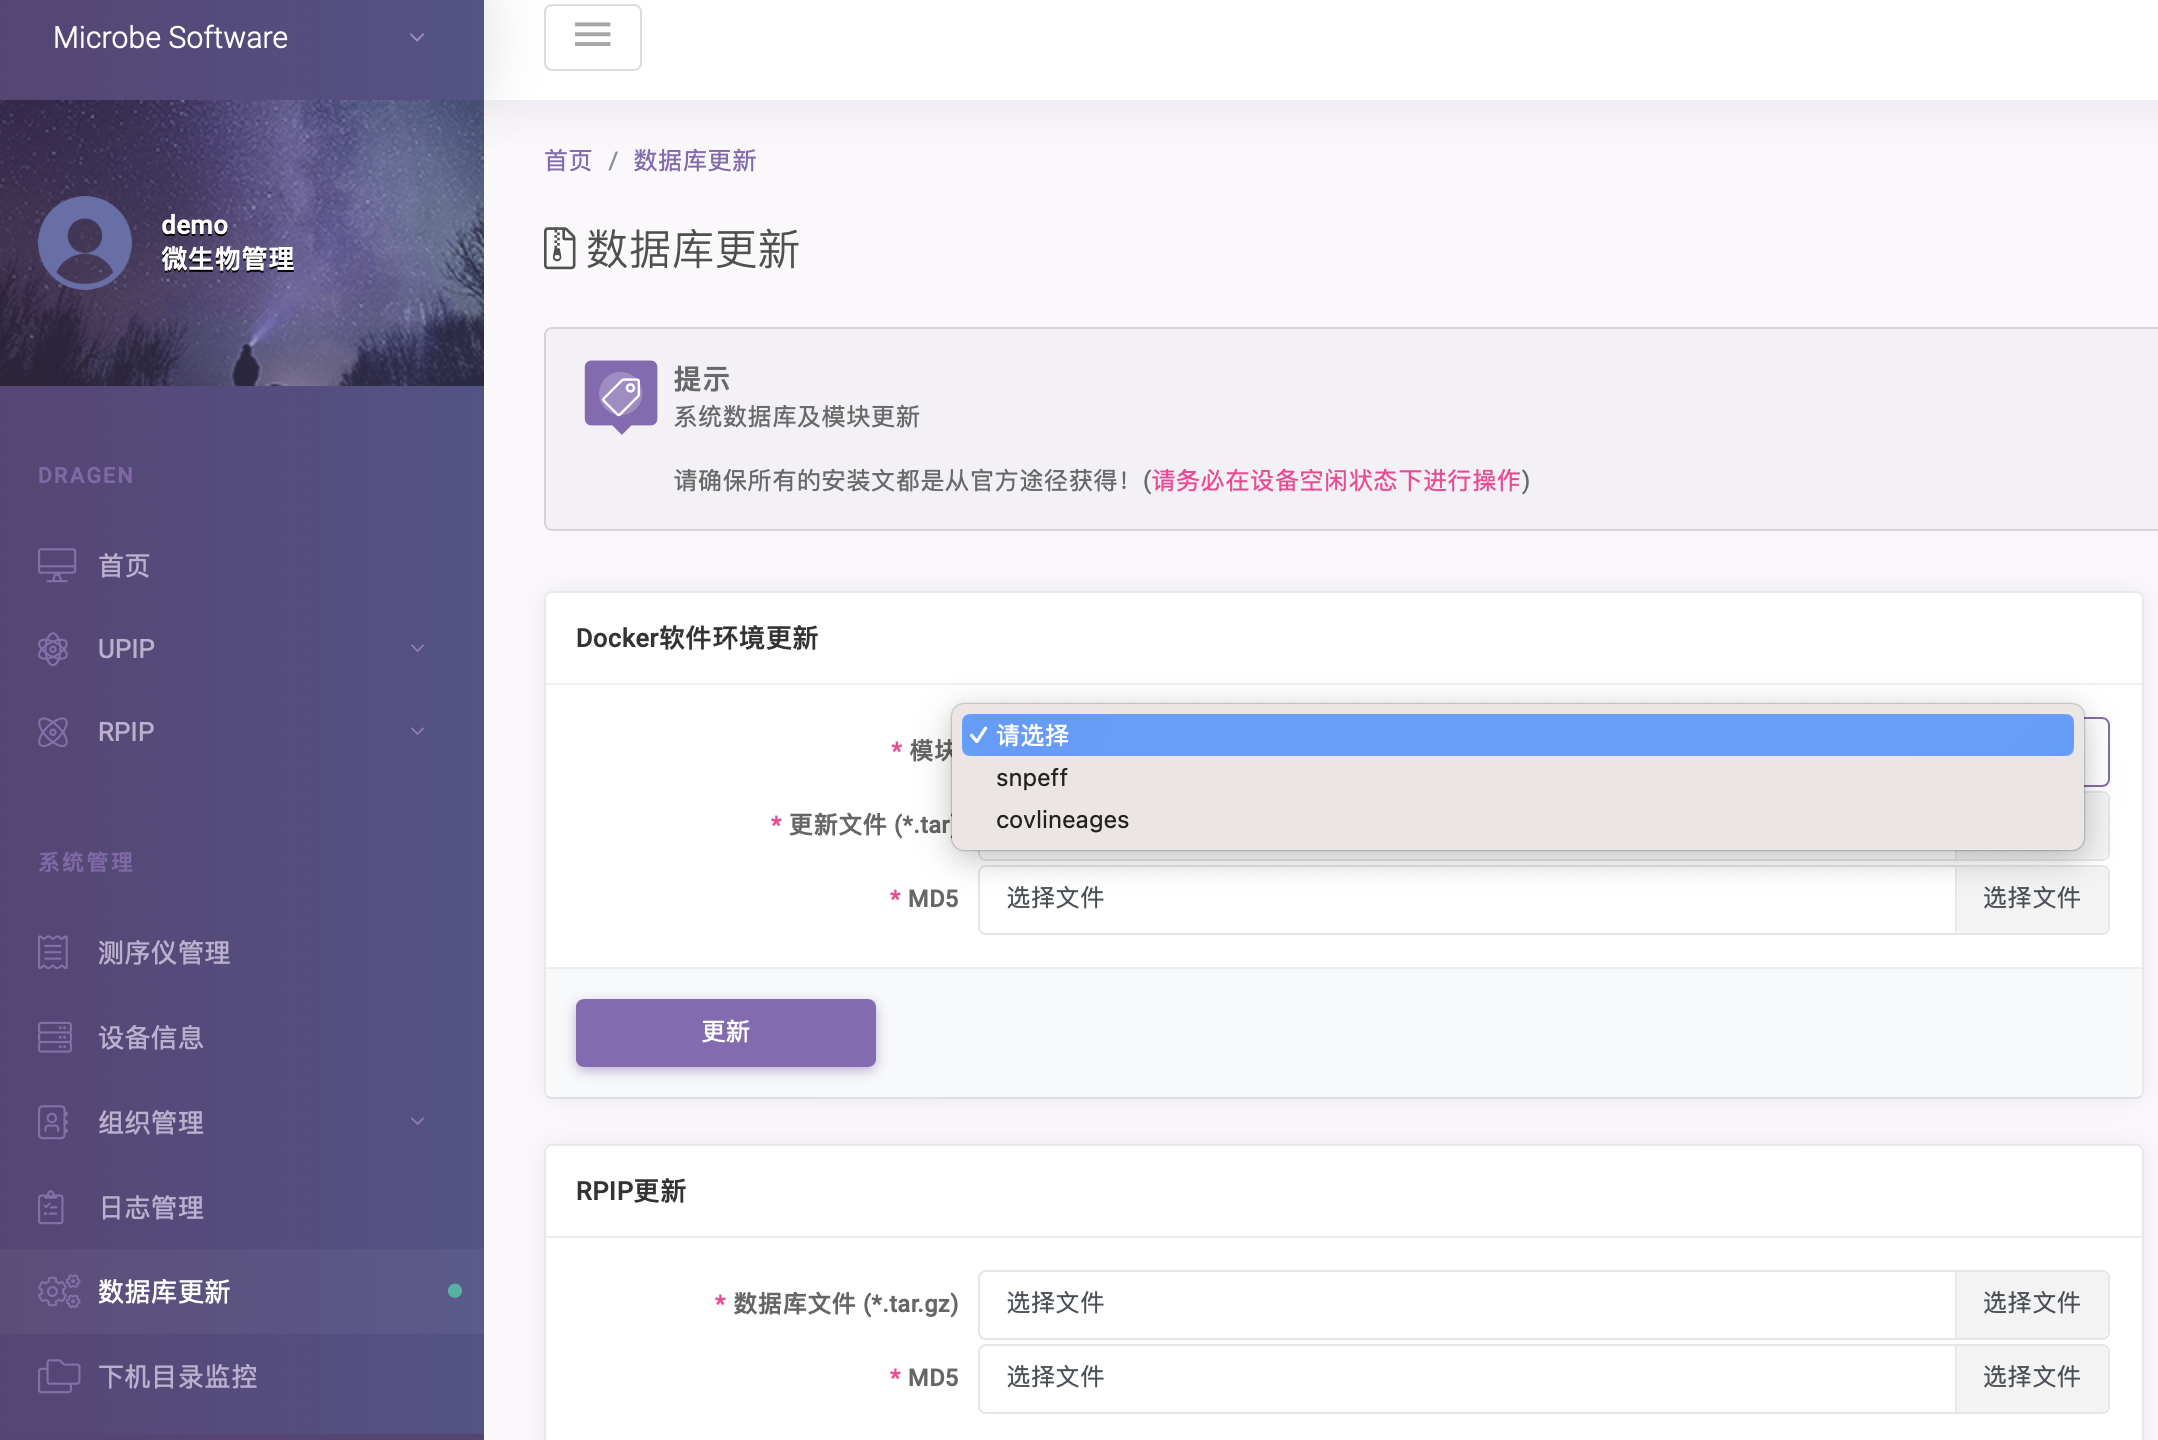 Microbe Software
demo
微生物管理
DRAGEN
首页
UPIP
RPIP
系统管理
测序仪管理
设备信息
组织管理
日志管理
数据库更新
下机目录监控
首页 / 数据库更新
数据库更新
提示
系统数据库及模块更新
请确保所有的安装文都是从官方途径获得！(请务必在设备空闲状态下进行操作)
Docker软件环境更新
* 模块
请选择
snpeff
covlineages
* 更新文件 (*.tar)
* MD5 选择文件 选择文件
更新
RPIP更新
* 数据库文件 (*.tar.gz) 选择文件 选择文件
* MD5 选择文件 选择文件